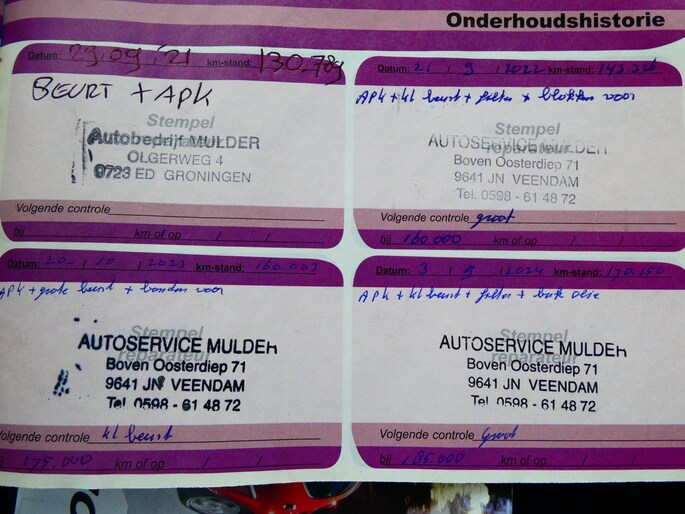 Onderhoudshistorie
Datum: 29,09,'21 km-stand: 130.789
BEURT + APK
Stempel
reparateur
Autobedrijf MULDER
OLGERWEG 4
9723 ED GRONINGEN
Volgende controle
bij km of op / /
Datum: 21 / 9 / 2022 km-stand:
APK + kl beurt + filter + blokken voor
Stempel
reparateur
AUTOSERVICE MULDER
Boven Oosterdiep 71
9641 JN VEENDAM
Tel. 0598 - 61 48 72
Volgende controle groot
bij 160.000 km of op / /
Datum: 20 / 10 / 2023 km-stand: 160.003
APK + grote beurt + banden voor
Stempel
reparateur
AUTOSERVICE MULDER
Boven Oosterdiep 71
9641 JN VEENDAM
Tel. 0598 - 61 48 72
Volgende controle kl beurt
175.000 km of op / /
Datum: 3 / / 2024 km-stand: 170.150
APK + kl beurt + filter +
Stempel
reparateur
AUTOSERVICE MULDER
Boven Oosterdiep 71
9641 JN VEENDAM
Tel. 0598 - 61 48 72
Volgende controle Groot
bij 185.000 km of op / /